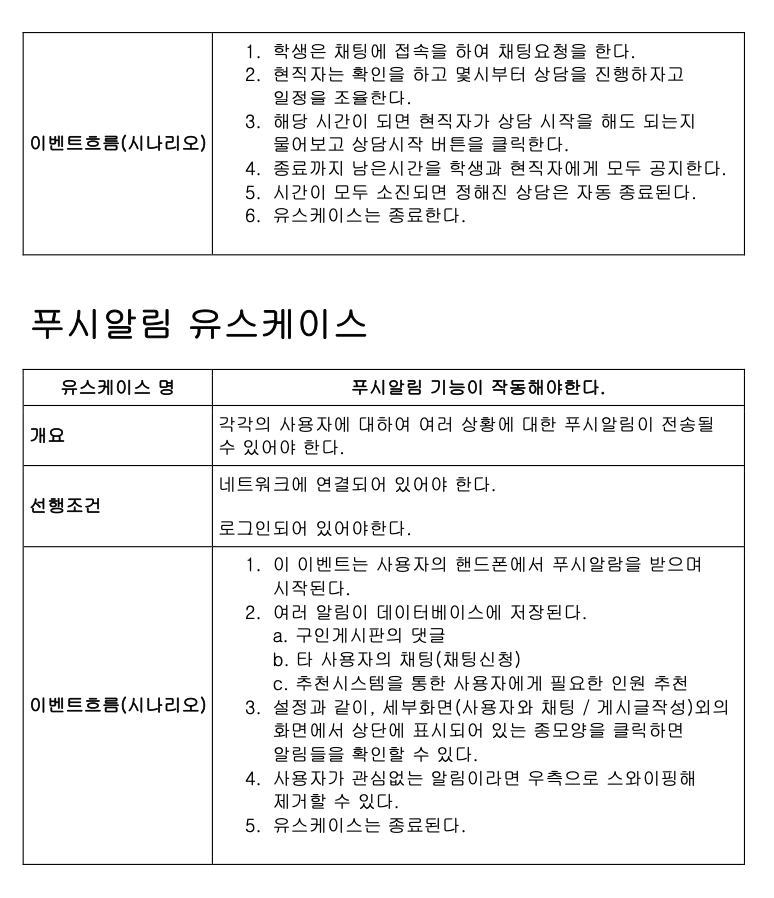 이벤트흐름(시나리오)
1. 학생은 채팅에 접속을 하여 채팅요청을 한다.
2. 현직자는 확인을 하고 몇시부터 상담을 진행하자고
일정을 조율한다.
3. 해당 시간이 되면 현직자가 상담 시작을 해도 되는지
물어보고 상담시작 버튼을 클릭한다.
4. 종료까지 남은시간을 학생과 현직자에게 모두 공지한다.
5. 시간이 모두 소진되면 정해진 상담은 자동 종료된다.
6. 유스케이스는 종료한다.
푸시알림 유스케이스
유스케이스 명
푸시알림 기능이 작동해야한다.
개요
각각의 사용자에 대하여 여러 상황에 대한 푸시알림이 전송될
수 있어야 한다.
선행조건
네트워크에 연결되어 있어야 한다.
로그인되어 있어야한다.
이벤트흐름(시나리오)
1. 이 이벤트는 사용자의 핸드폰에서 푸시알람을 받으며
시작된다.
2. 여러 알림이 데이터베이스에 저장된다.
a. 구인게시판의 댓글
b. 타 사용자의 채팅(채팅신청)
c. 추천시스템을 통한 사용자에게 필요한 인원 추천
3. 설정과 같이, 세부화면(사용자와 채팅 / 게시글작성)외의
화면에서 상단에 표시되어 있는 종모양을 클릭하면
알림들을 확인할 수 있다.
4. 사용자가 관심없는 알림이라면 우측으로 스와이핑해
제거할 수 있다.
5. 유스케이스는 종료된다.